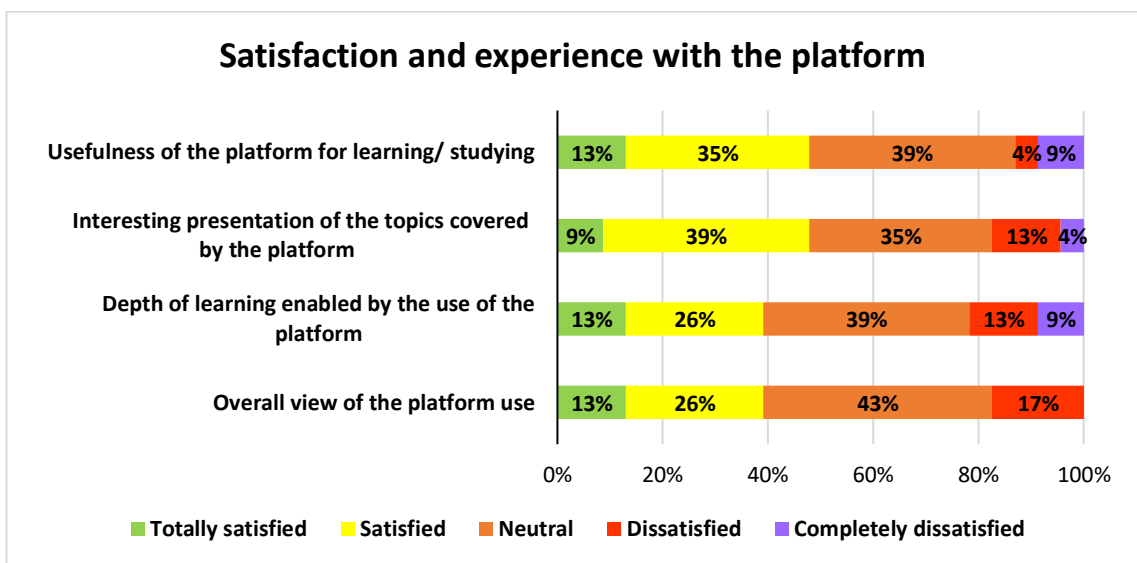 Satisfaction and experience with the platform
Usefulness of the platform for learning/ studying
13% 35% 39% 4% 9%
Interesting presentation of the topics covered
by the platform
9% 39% 35% 13% 4%
Depth of learning enabled by the use of the
platform
13% 26% 39% 13% 9%
Overall view of the platform use
13% 26% 43% 17%
0% 20% 40% 60% 80% 100%
Totally satisfied Satisfied Neutral Dissatisfied Completely dissatisfied